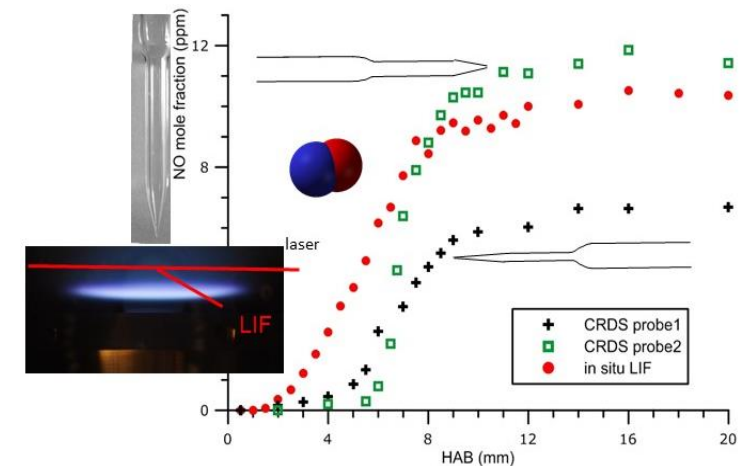 NO mole fraction (ppm)
12
8
laser
LIF
CRDS probe1
CRDS probe2
in situ LIF
0
0
4
8
12
16
20
HAB (mm)